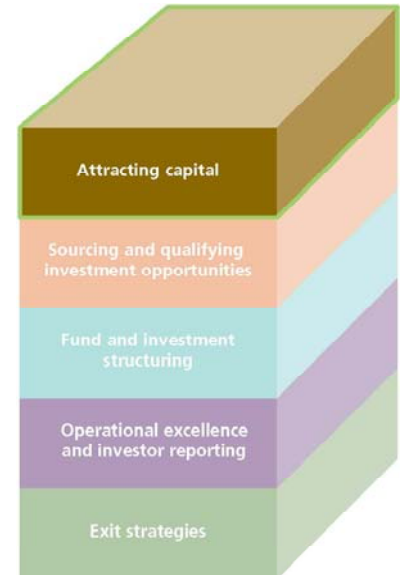 Attracting capital
Sourcing and qualifying
investment opportunities
Fund and investment
structuring
Operational excellence
and investor reporting
Exit strategies